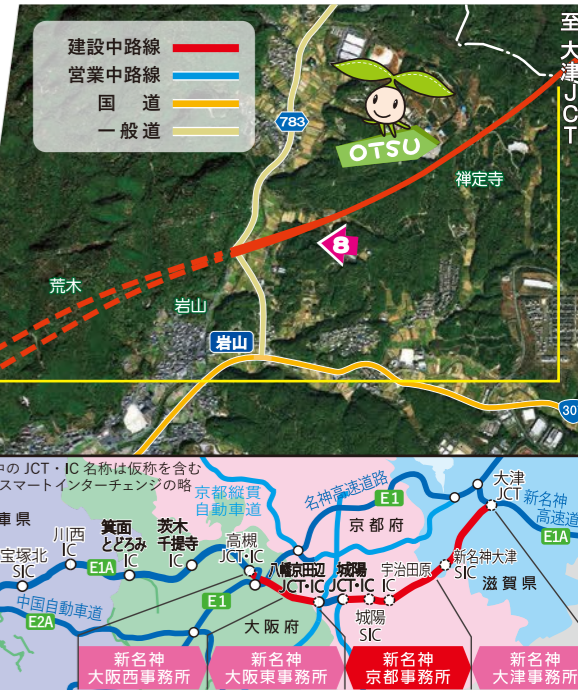 建設中路線
営業中路線
国道
一般道
至 大津JCT
783
OTSU
禅定寺
8
荒木
岩山
岩山
30
中のJCT・IC名称は仮称を含む
スマートインターチェンジの略
庫県
宝塚北
SIC
川西
IC
箕面
とどろみ
IC
茨木
千提寺
IC
高槻
JCT・IC
京都縦貫
自動車道
名神高速道路
E1
京都府
大津
JCT
新名神
高速道
E1A
新名神大津
SIC
滋賀県
宇治田原
IC
城陽
JCT・IC
城陽
SIC
八幡京田辺
JCT・IC
E1A
E1
大阪府
中国自動車道
E2A
新名神
大阪西事務所
新名神
大阪東事務所
新名神
京都事務所
新名神
大津事務所